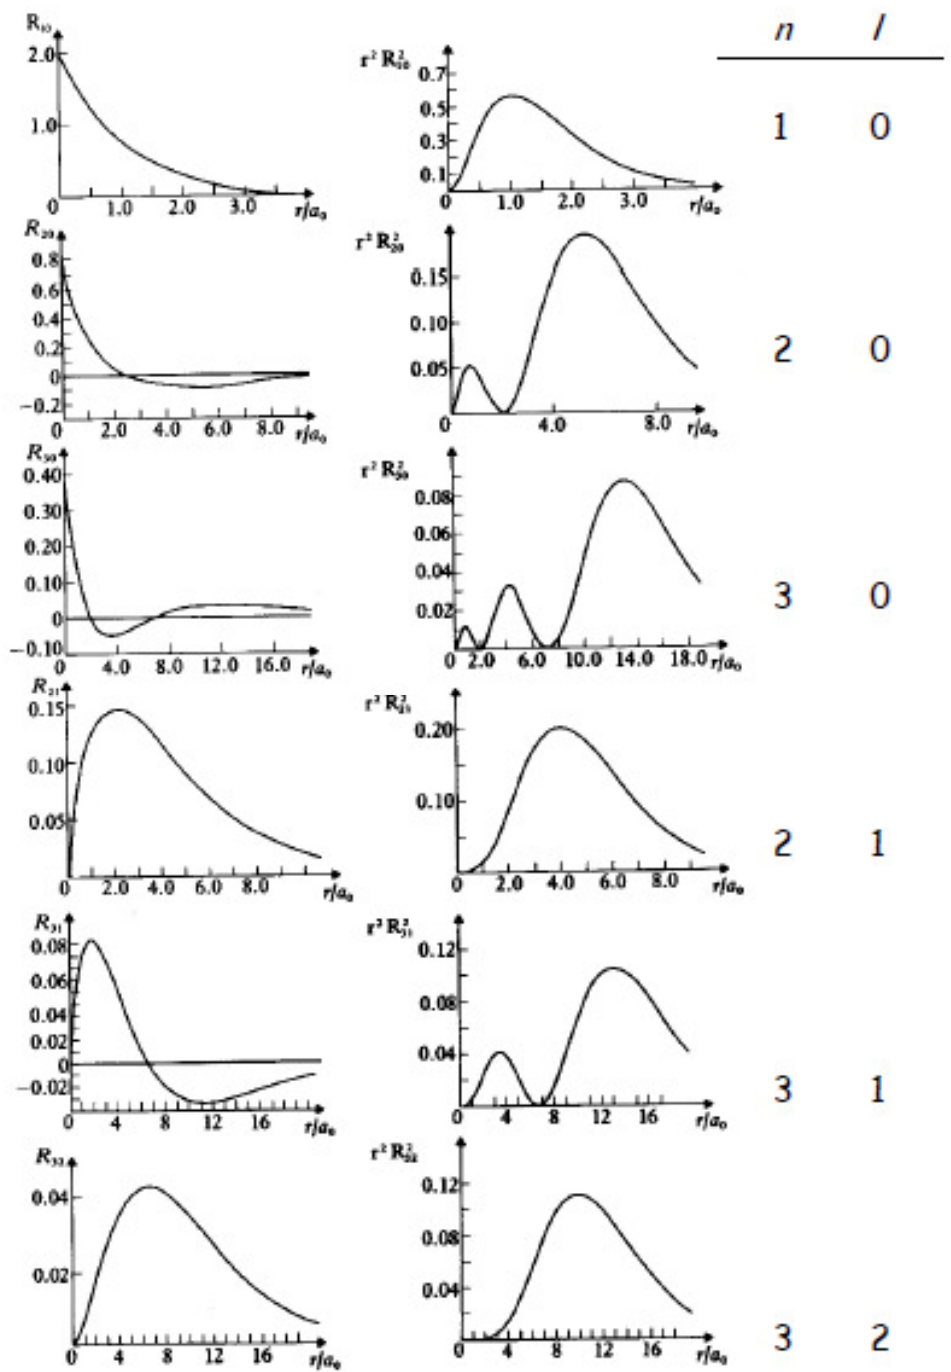 n l
R₁₀
2.0
1.0
0 1.0 2.0 3.0 r/a₀
r² R²₁₀
0.7
0.5
0.3
0.1
0 1.0 2.0 3.0 r/a₀
1 0
R₂₀
0.8
0.6
0.4
0.2
0
−0.2
0 2.0 4.0 6.0 8.0 r/a₀
r² R²₂₀
0.15
0.10
0.05
0 4.0 8.0 r/a₀
2 0
R₃₀
0.40
0.30
0.20
0.10
0
−0.10
0 4.0 8.0 12.0 16.0 r/a₀
r² R²₃₀
0.08
0.06
0.04
0.02
0 2.0 6.0 10.0 14.0 18.0 r/a₀
3 0
R₂₁
0.15
0.10
0.05
0 2.0 4.0 6.0 8.0 r/a₀
r² R²₂₁
0.20
0.10
0 2.0 4.0 6.0 8.0 r/a₀
2 1
R₃₁
0.08
0.06
0.04
0.02
0
−0.02
0 4 8 12 16 r/a₀
r² R²₃₁
0.12
0.08
0.04
0 4 8 12 16 r/a₀
3 1
R₃₂
0.04
0.02
0 4 8 12 16 r/a₀
r² R²₃₂
0.12
0.08
0.04
0 4 8 12 16 r/a₀
3 2